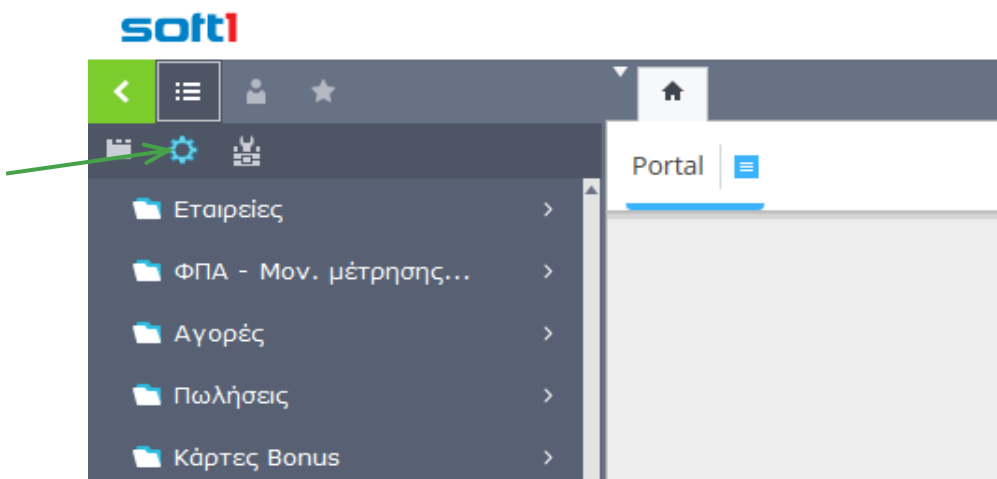 soft1
Portal
Εταιρείες
ΦΠΑ - Μον. μέτρησης...
Αγορές
Πωλήσεις
Κάρτες Bonus